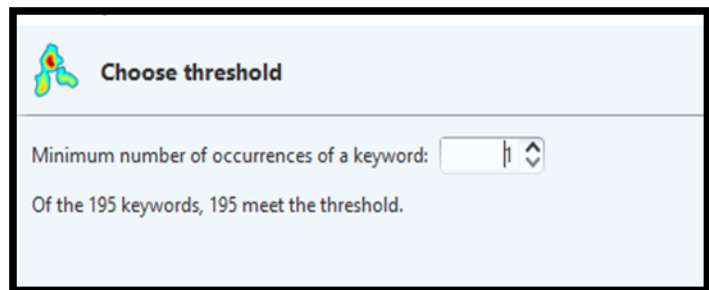 Choose threshold
Minimum number of occurrences of a keyword: 1
Of the 195 keywords, 195 meet the threshold.